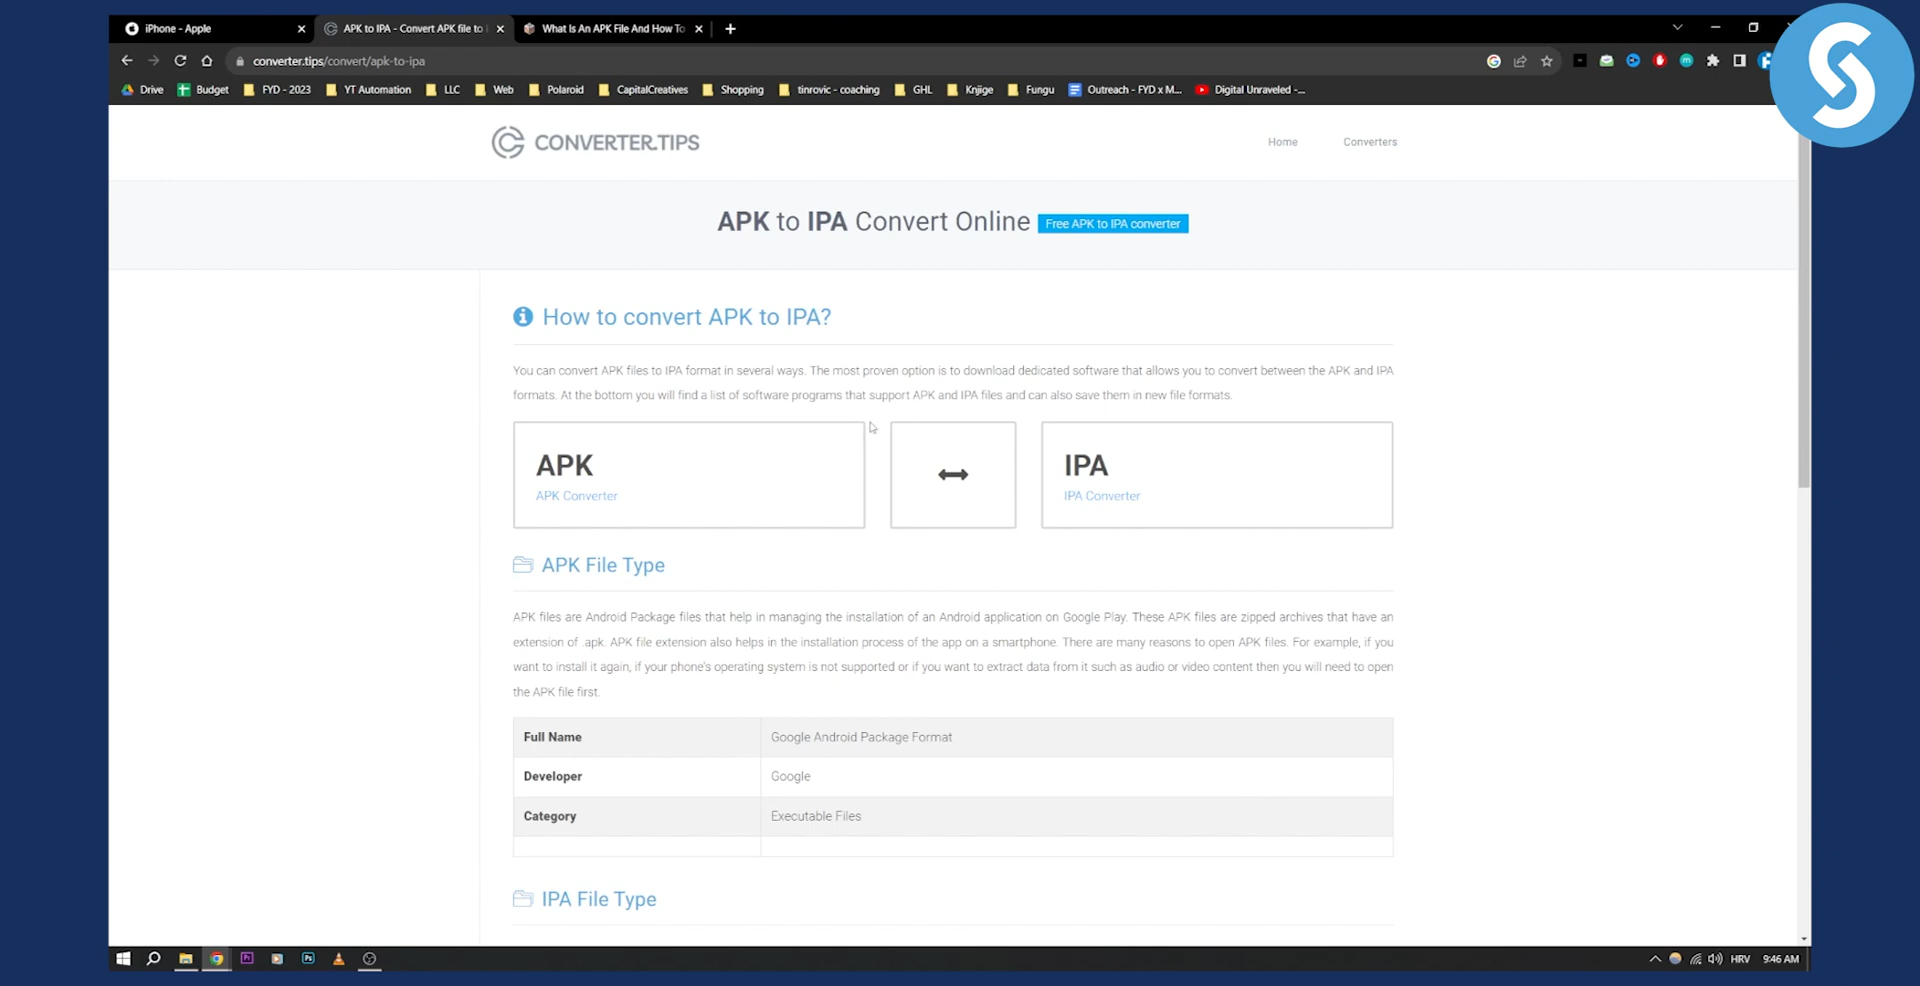 iPhone - Apple
APK to IPA - Convert APK file to
What Is An APK File And How To
converter.tips/convert/apk-to-ipa
Drive
Budget
FYD - 2023
YT Automation
LLC
Web
Polaroid
CapitalCreatives
Shopping
tinrovic - coaching
GHL
Knjige
Fungu
Outreach - FYD x M...
Digital Unraveled -...
CONVERTER.TIPS
Home
Converters
APK to IPA Convert Online
Free APK to IPA converter
How to convert APK to IPA?
You can convert APK files to IPA format in several ways. The most proven option is to download dedicated software that allows you to convert between the APK and IPA
formats. At the bottom you will find a list of software programs that support APK and IPA files and can also save them in new file formats.
APK
APK Converter
IPA
IPA Converter
APK File Type
APK files are Android Package files that help in managing the installation of an Android application on Google Play. These APK files are zipped archives that have an
extension of .apk. APK file extension also helps in the installation process of the app on a smartphone. There are many reasons to open APK files. For example, if you
want to install it again, if your phone's operating system is not supported or if you want to extract data from it such as audio or video content then you will need to open
the APK file first.
Full Name
Google Android Package Format
Developer
Google
Category
Executable Files
IPA File Type
Pr
Ps
HRV
9:46 AM